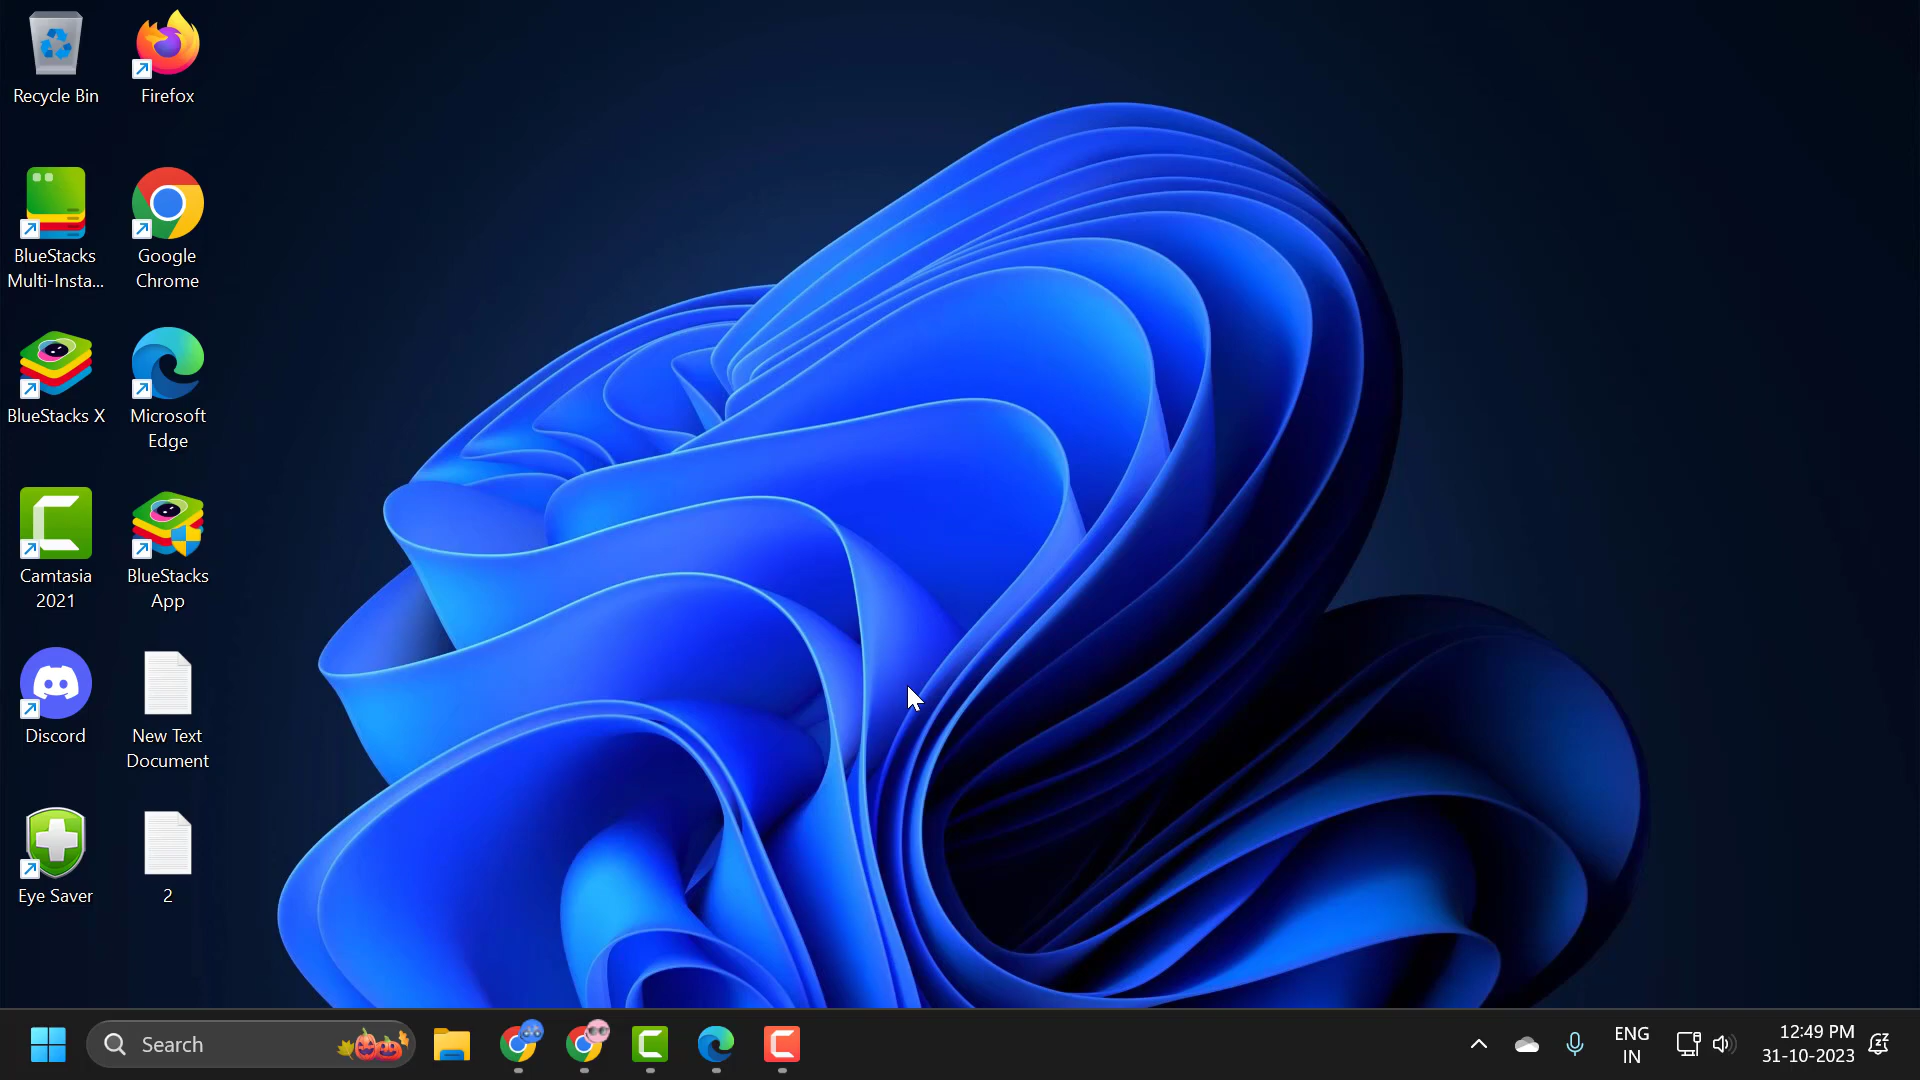 Recycle Bin
Firefox
BlueStacks
Multi-Insta...
Google
Chrome
BlueStacks X
Microsoft
Edge
Camtasia
2021
BlueStacks
App
Discord
New Text
Document
Eye Saver
2
Search
ENG
IN
12:49 PM
31-10-2023